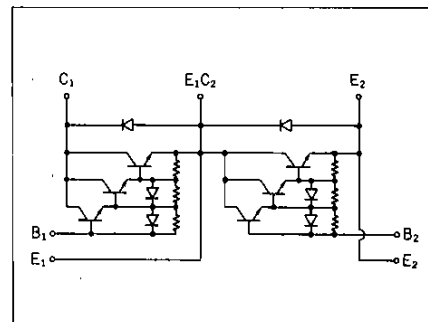 C₁ E₁C₂ E₂
B₁ B₂
E₁ E₂